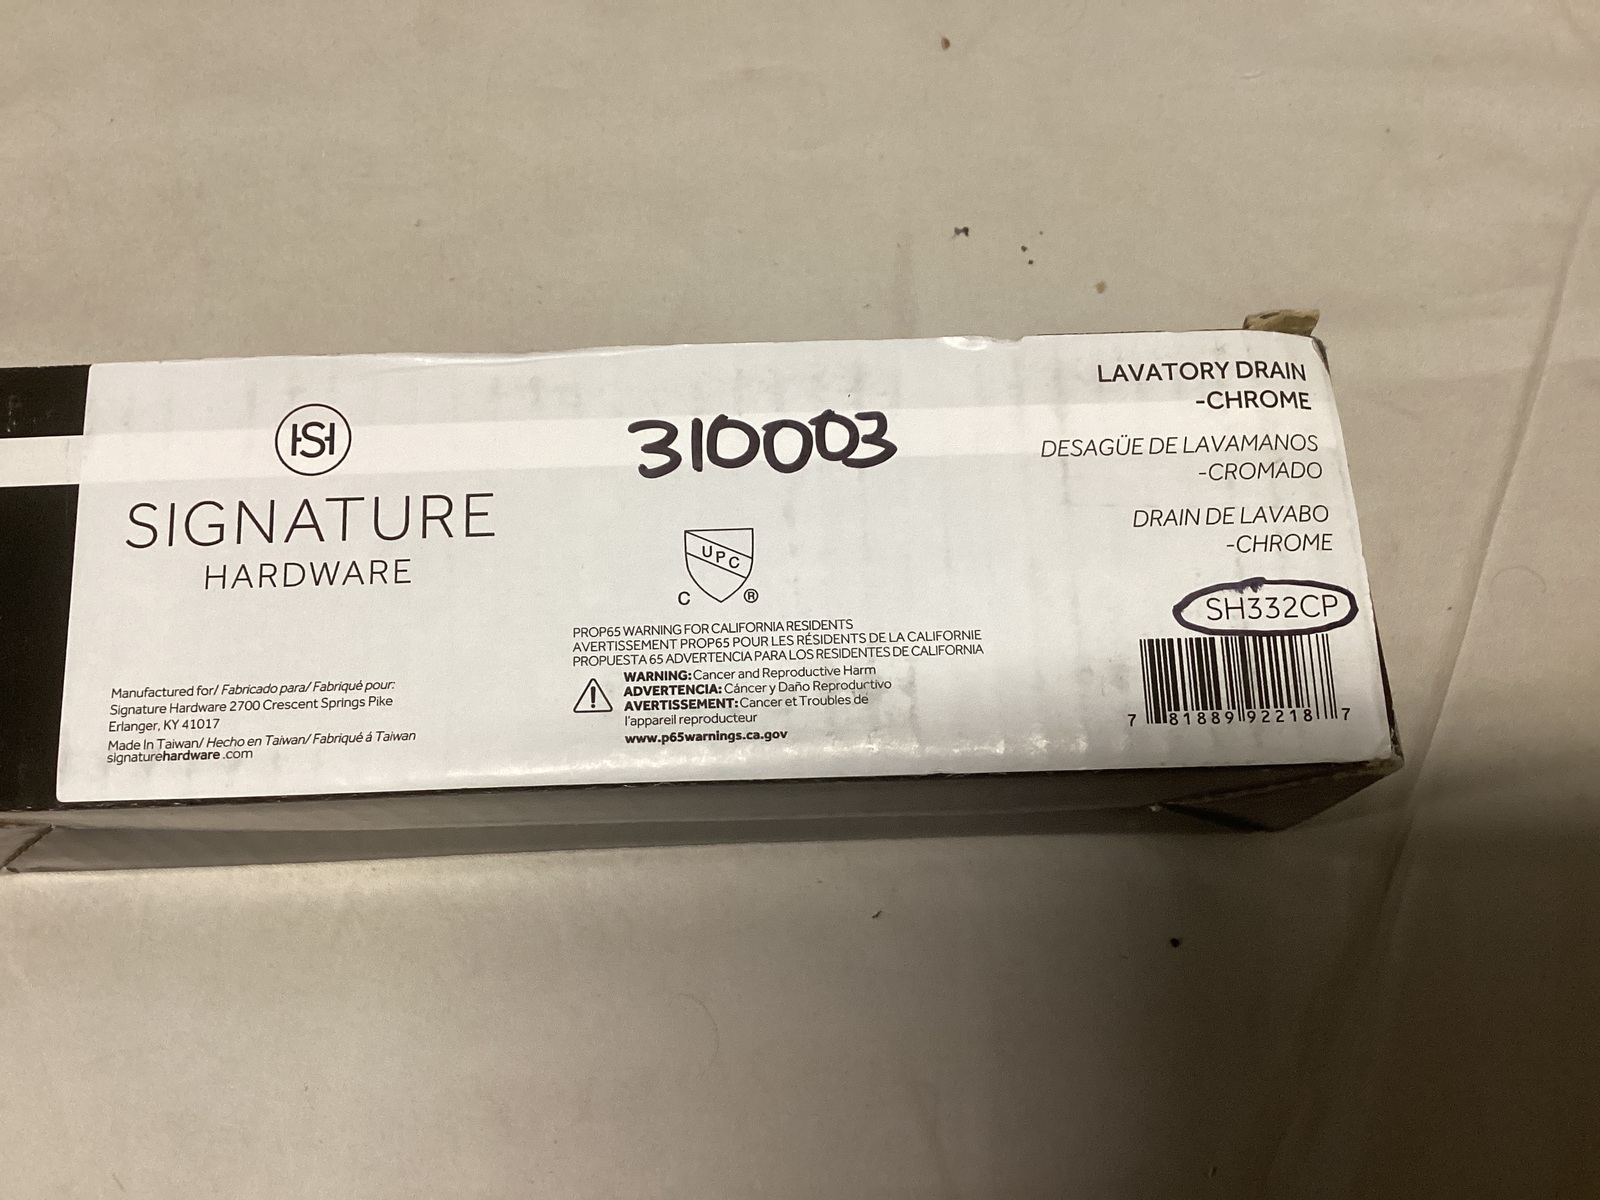 HSH
SIGNATURE
HARDWARE
Manufactured for/ Fabricado para/ Fabriqué pour:
Signature Hardware 2700 Crescent Springs Pike
Erlanger, KY 41017
Made In Taiwan/ Hecho en Taiwan/ Fabriqué á Taiwan
signaturehardware.com
310003
UPC
C ®
PROP65 WARNING FOR CALIFORNIA RESIDENTS
AVERTISSEMENT PROP65 POUR LES RÉSIDENTS DE LA CALIFORNIE
PROPUESTA 65 ADVERTENCIA PARA LOS RESIDENTES DE CALIFORNIA
WARNING: Cancer and Reproductive Harm
ADVERTENCIA: Cáncer y Daño Reproductivo
AVERTISSEMENT: Cancer et Troubles de
l'appareil reproducteur
www.p65warnings.ca.gov
LAVATORY DRAIN
-CHROME
DESAGÜE DE LAVAMANOS
-CROMADO
DRAIN DE LAVABO
-CHROME
SH332CP
7 81889 92218 7